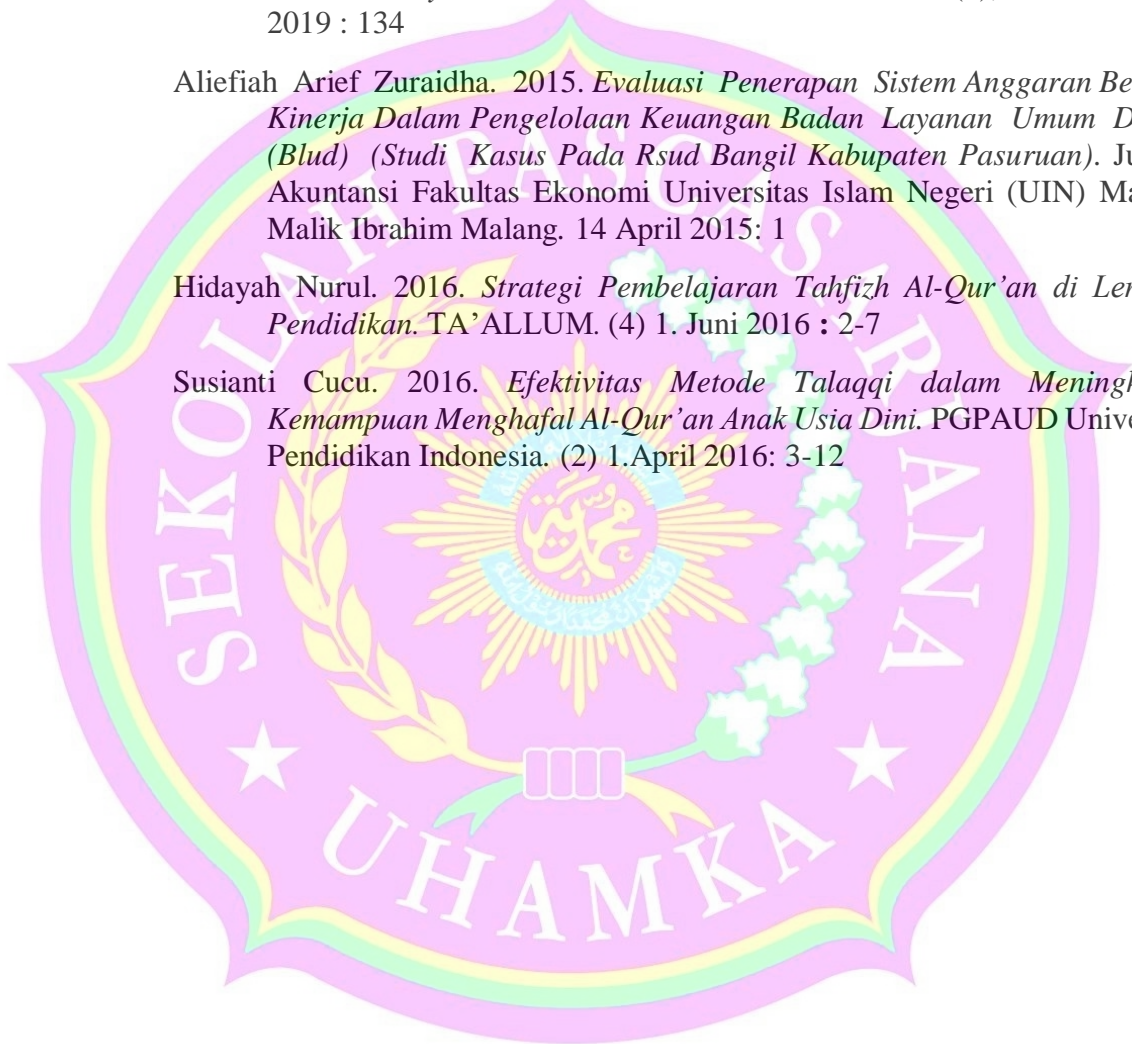 2019 : 134
Aliefiah Arief Zuraidha. 2015. Evaluasi Penerapan Sistem Anggaran Be
Kinerja Dalam Pengelolaan Keuangan Badan Layanan Umum D
(Blud) (Studi Kasus Pada Rsud Bangil Kabupaten Pasuruan). Ju
Akuntansi Fakultas Ekonomi Universitas Islam Negeri (UIN) Ma
Malik Ibrahim Malang. 14 April 2015: 1
Hidayah Nurul. 2016. Strategi Pembelajaran Tahfizh Al-Qur’an di Lem
Pendidikan. TA’ALLUM. (4) 1. Juni 2016 : 2-7
Susianti Cucu. 2016. Efektivitas Metode Talaqqi dalam Meningk
Kemampuan Menghafal Al-Qur’an Anak Usia Dini. PGPAUD Unive
Pendidikan Indonesia. (2) 1.April 2016: 3-12
SEKOLAH PASCASARJANA
محمدية
UHAMKA